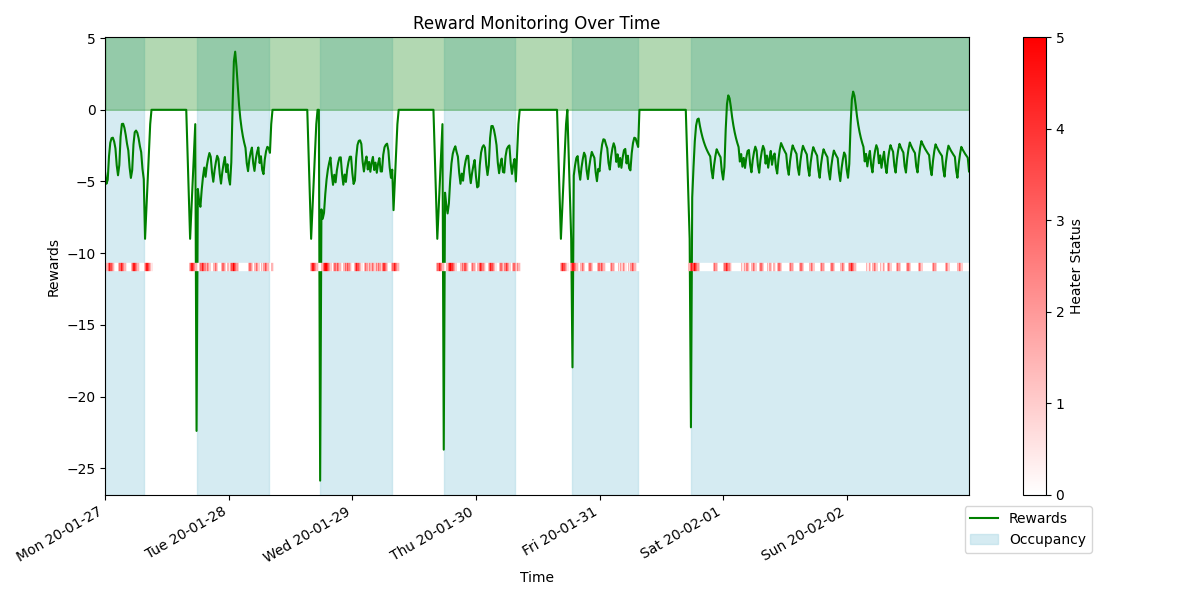 Reward Monitoring Over Time
5
0
−5
−10
−15
−20
−25
Rewards
Mon 20-01-27
Tue 20-01-28
Wed 20-01-29
Thu 20-01-30
Fri 20-01-31
Sat 20-02-01
Sun 20-02-02
Time
5
4
3
2
1
0
Heater Status
Rewards
Occupancy